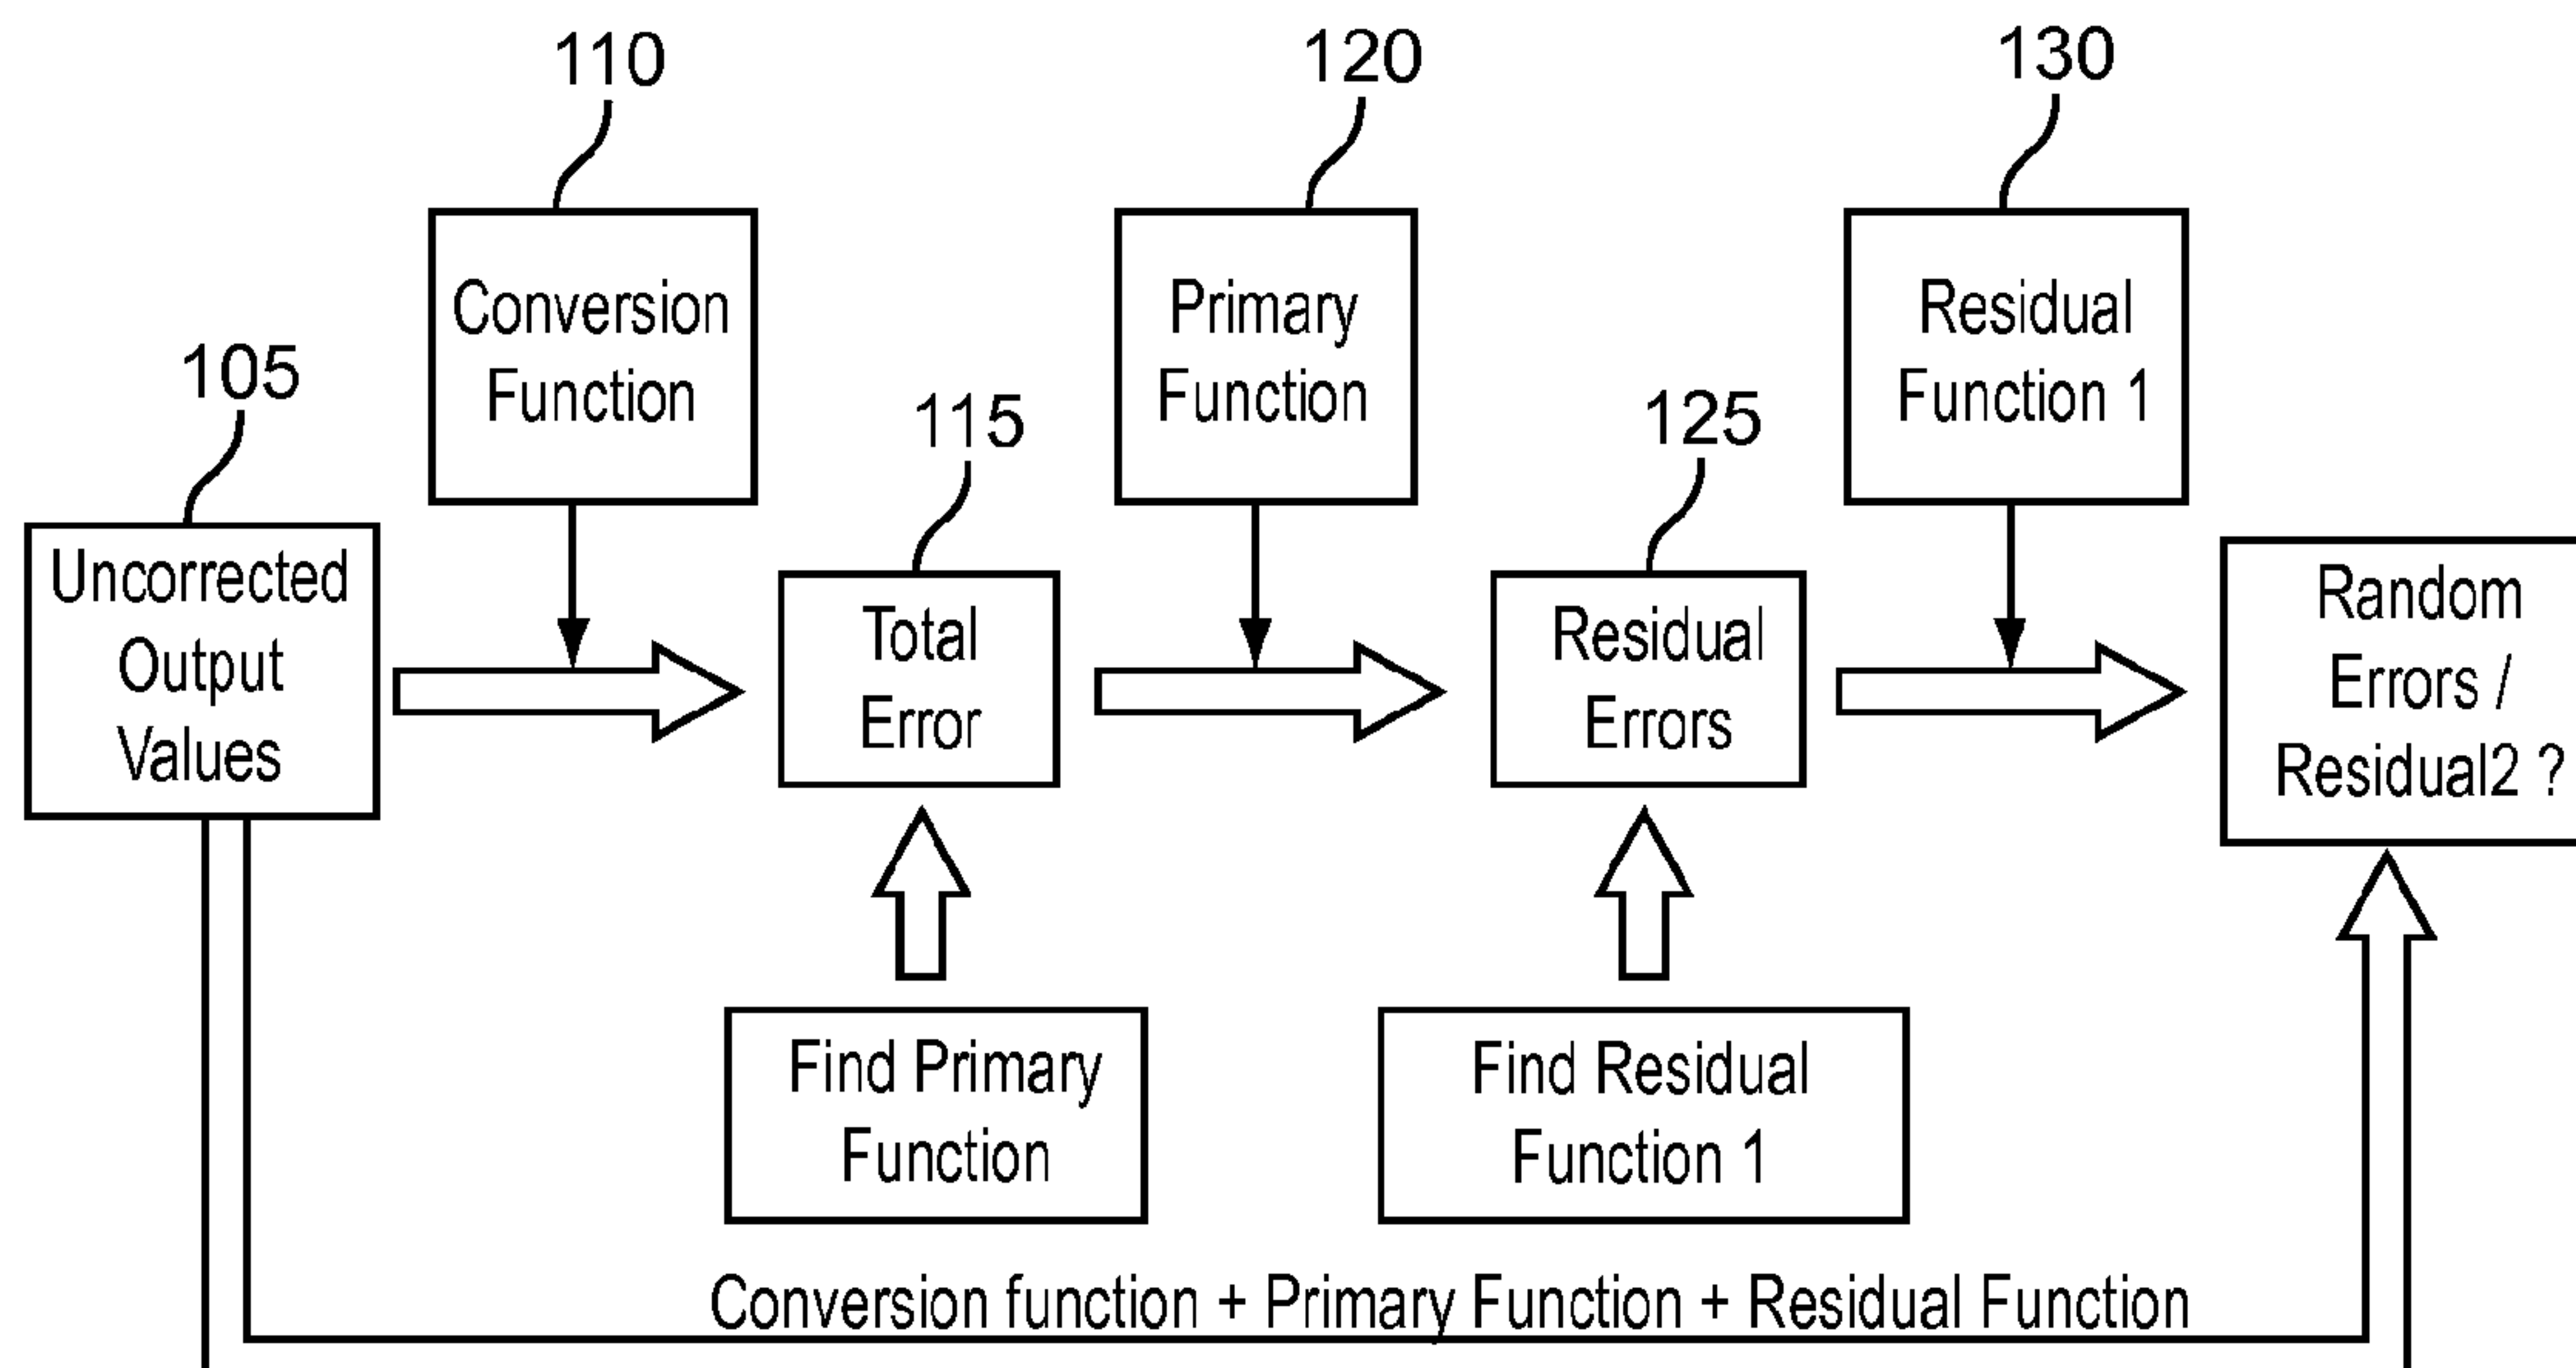 110
120
130
Conversion
Function
Primary
Function
Residual
Function 1
105
115
125
Uncorrected
Output
Values
Total
Error
Residual
Errors
Random
Errors /
Residual2 ?
Find Primary
Function
Find Residual
Function 1
Conversion function + Primary Function + Residual Function